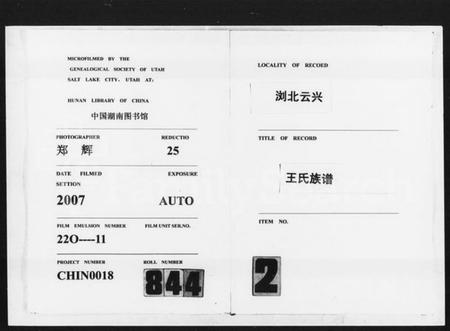 MICROFILMED BY THE
GENEALOGICAL SOCIETY OF UTAH
SALT LAKE CITY, UTAH AT:
HUNAN LIBRARY OF CHINA
中国湖南图书馆
PHOTOGRAPHER REDUCTIO
郑 辉 25
DATE FILMED EXPOSURE
SETTION
2007 AUTO
FILM EMULSION NUMBER FILM UNIT SER.NO.
22O----11
PROJECT NUMBER ROLL NUMBER
CHIN0018 844
LOCALITY OF RECOED
浏北云兴
TITLE OF RECORD
王氏族谱
ITEM NO.
2